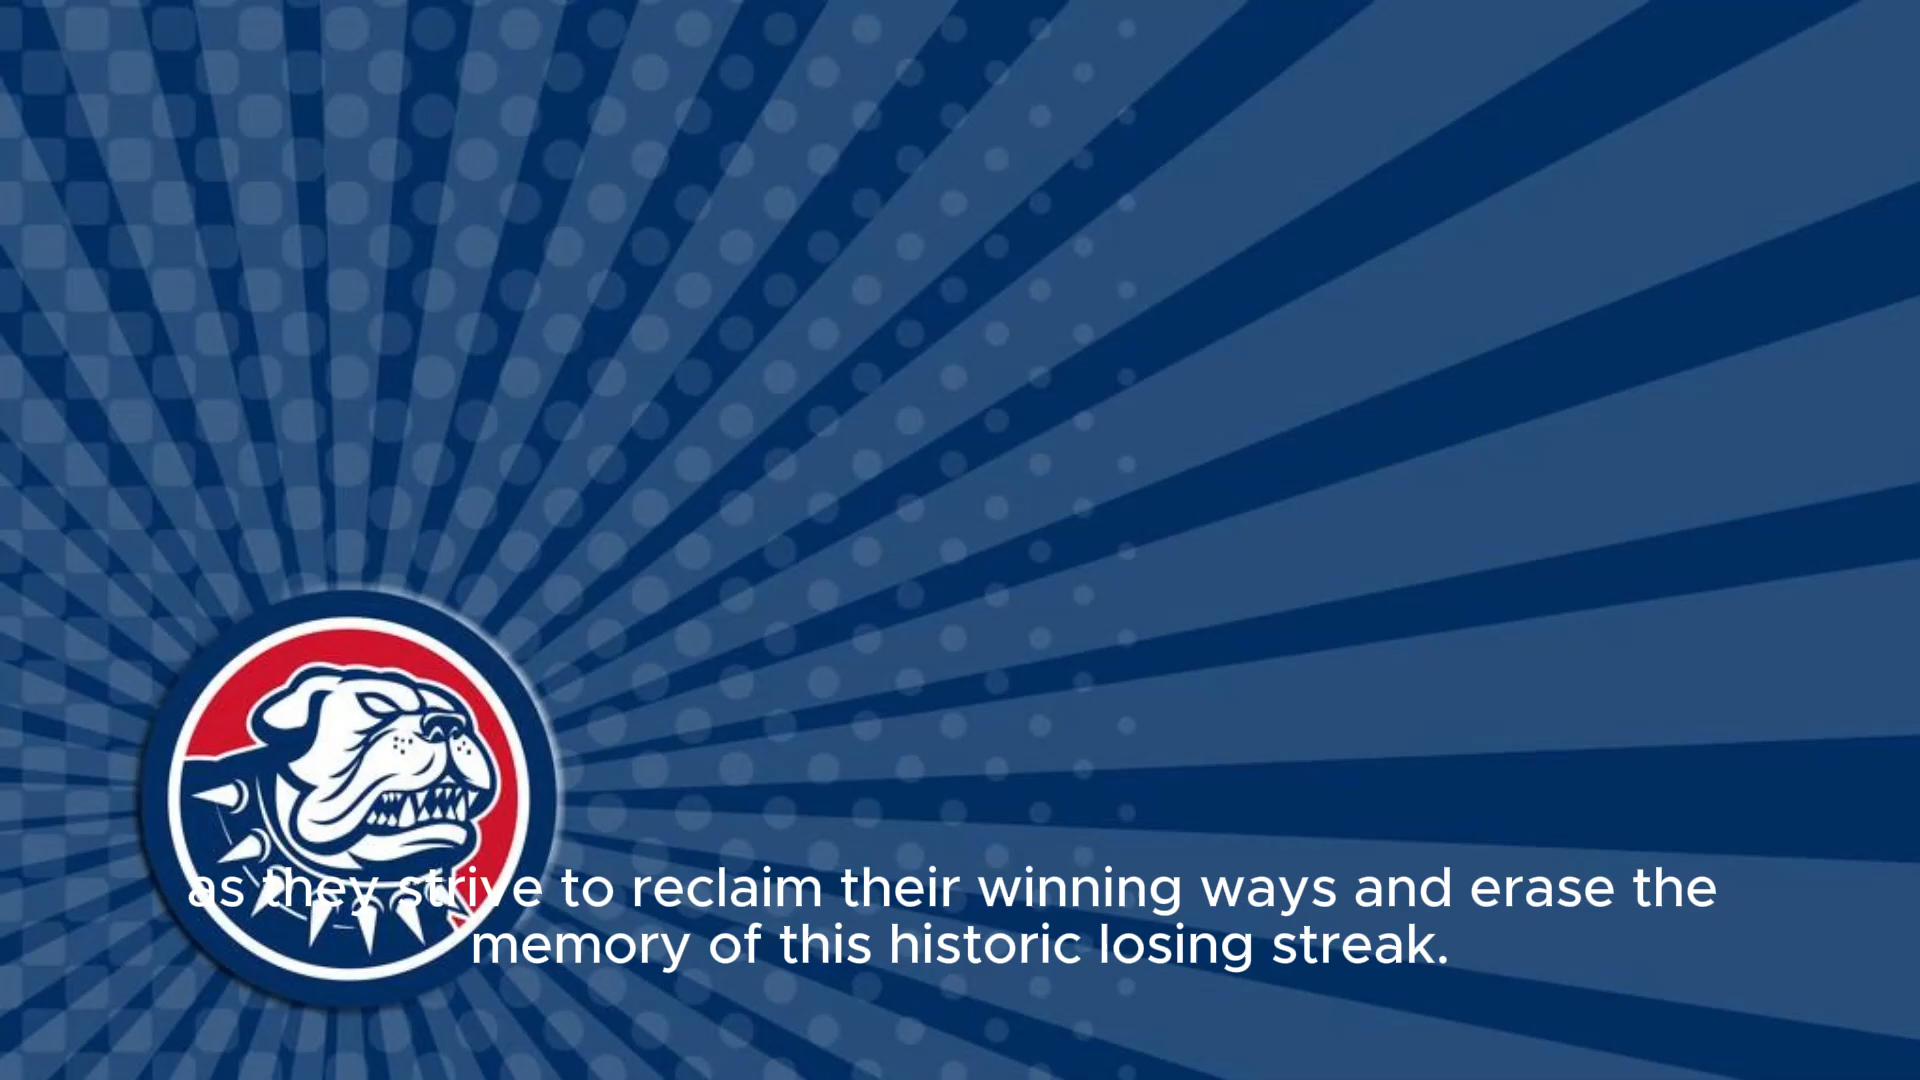 as they strive to reclaim their winning ways and erase the
memory of this historic losing streak.